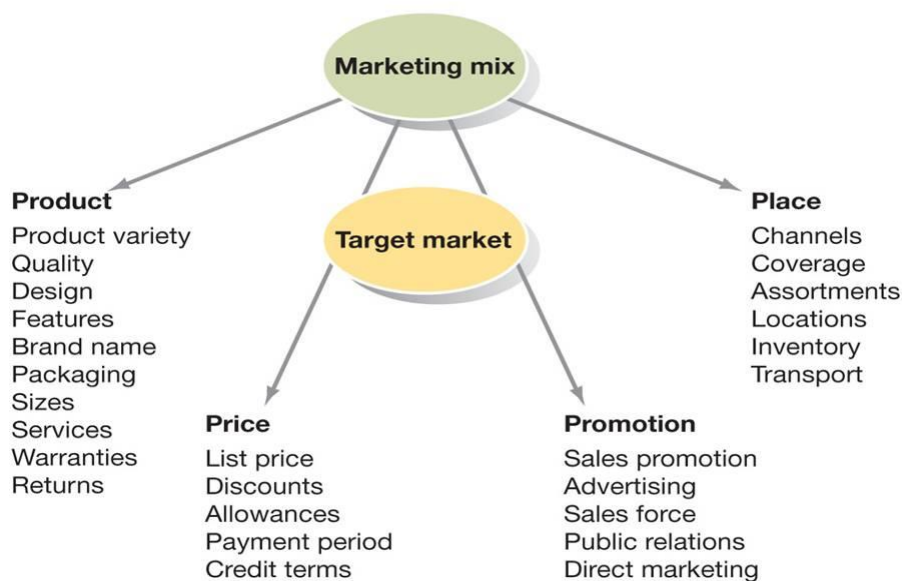 Marketing mix
Target market
Product
Product variety
Quality
Design
Features
Brand name
Packaging
Sizes
Services
Warranties
Returns
Price
List price
Discounts
Allowances
Payment period
Credit terms
Promotion
Sales promotion
Advertising
Sales force
Public relations
Direct marketing
Place
Channels
Coverage
Assortments
Locations
Inventory
Transport